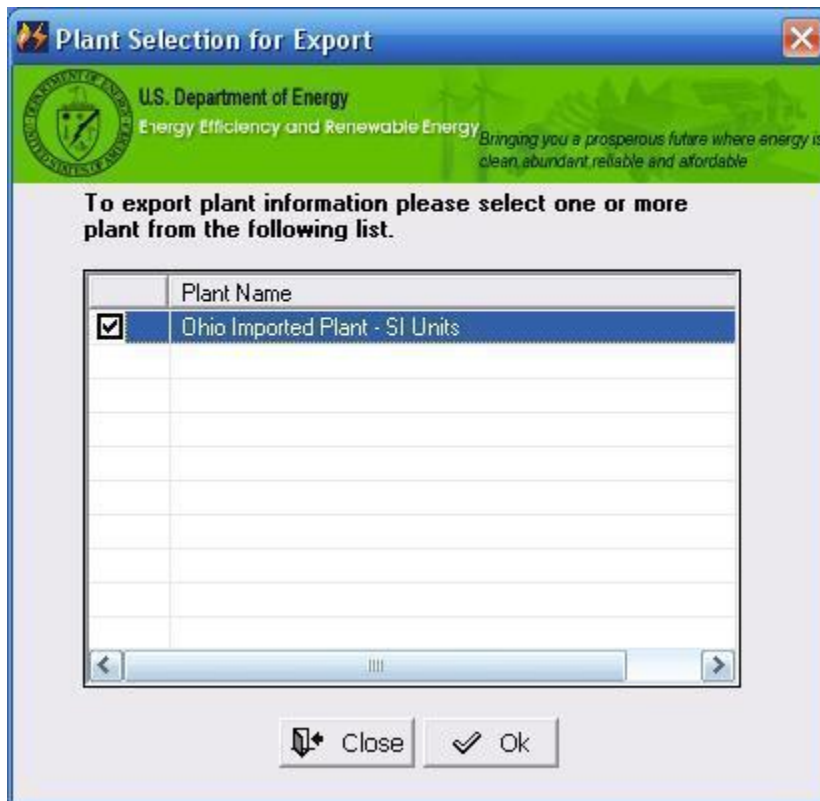 Plant Selection for Export
U.S. Department of Energy
Energy Efficiency and Renewable Energy
Bringing you a prosperous future where energy is
clean,abundant,reliable and affordable
To export plant information please select one or more
plant from the following list.
Plant Name
Ohio Imported Plant - SI Units
Close
Ok